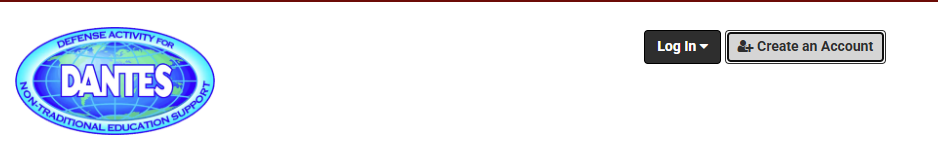 DEFENSE ACTIVITY FOR
DANTES
NON-TRADITIONAL EDUCATION SUPPORT
Log In
Create an Account